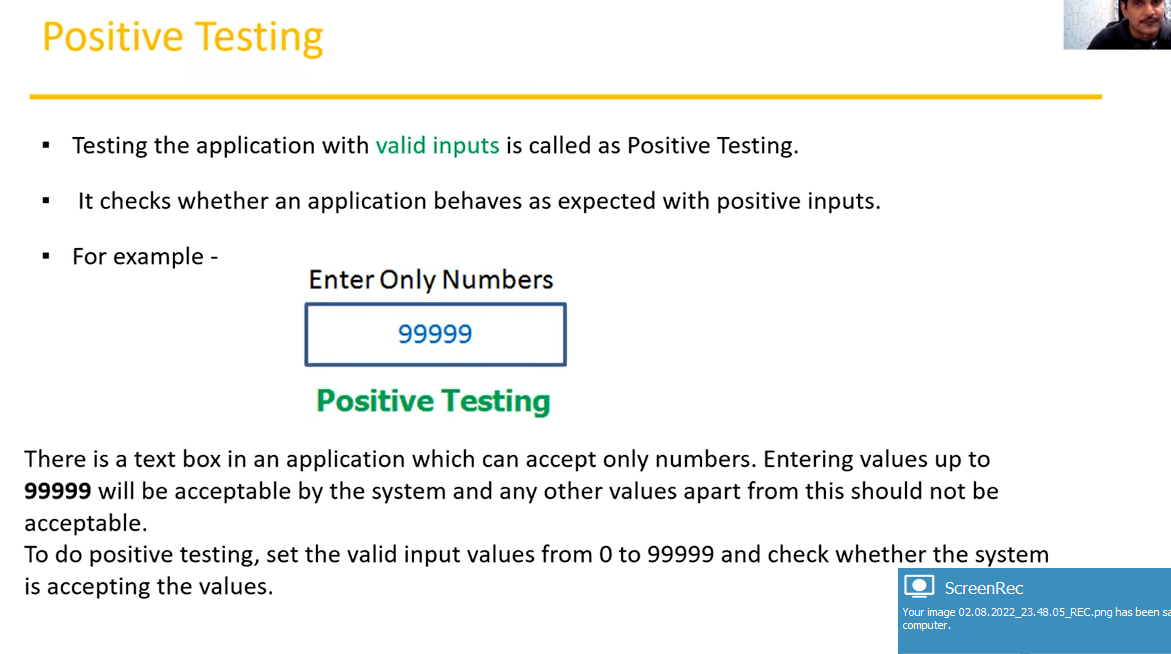 Positive Testing
▪ Testing the application with valid inputs is called as Positive Testing.
▪ It checks whether an application behaves as expected with positive inputs.
▪ For example -
Enter Only Numbers
99999
Positive Testing
There is a text box in an application which can accept only numbers. Entering values up to
99999 will be acceptable by the system and any other values apart from this should not be
acceptable.
To do positive testing, set the valid input values from 0 to 99999 and check whether the system
is accepting the values.
ScreenRec
Your image 02.08.2022_23.48.05_REC.png has been
computer.